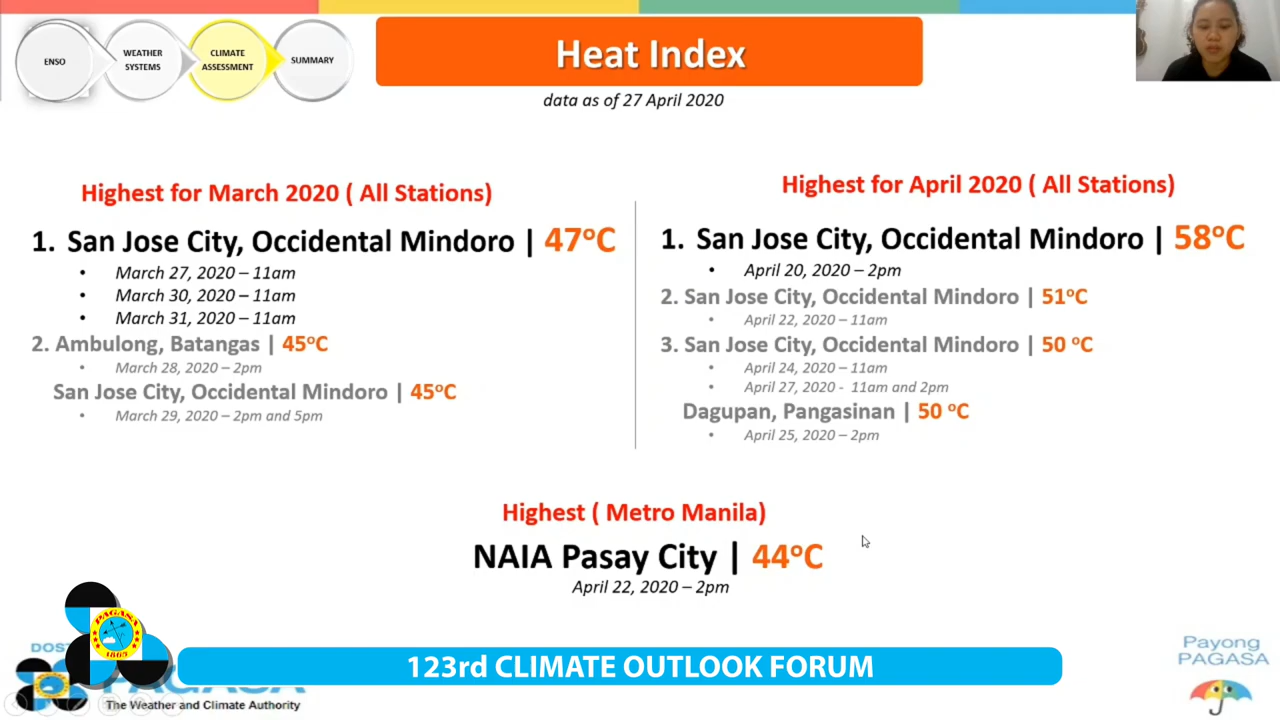 ENSO
WEATHER
SYSTEMS
CLIMATE
ASSESSMENT
SUMMARY
Heat Index
data as of 27 April 2020
Highest for March 2020 ( All Stations)
1. San Jose City, Occidental Mindoro | 47°C
• March 27, 2020 – 11am
• March 30, 2020 – 11am
• March 31, 2020 – 11am
2. Ambulong, Batangas | 45°C
• March 28, 2020 – 2pm
San Jose City, Occidental Mindoro | 45°C
• March 29, 2020 – 2pm and 5pm
Highest for April 2020 ( All Stations)
1. San Jose City, Occidental Mindoro | 58°C
• April 20, 2020 – 2pm
2. San Jose City, Occidental Mindoro | 51°C
• April 22, 2020 – 11am
3. San Jose City, Occidental Mindoro | 50 °C
• April 24, 2020 – 11am
• April 27, 2020 - 11am and 2pm
Dagupan, Pangasinan | 50 °C
• April 25, 2020 – 2pm
Highest ( Metro Manila)
NAIA Pasay City | 44°C
April 22, 2020 – 2pm
PAGASA
1865
DOST
123rd CLIMATE OUTLOOK FORUM
The Weather and Climate Authority
Payong
PAGASA